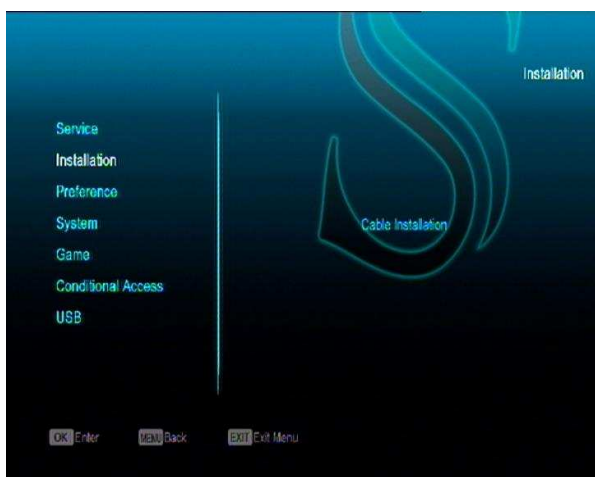 Installation
Service
Installation
Preference
System
Cable Installation
Game
Conditional Access
USB
OK Enter MENU Back EXIT Exit Menu